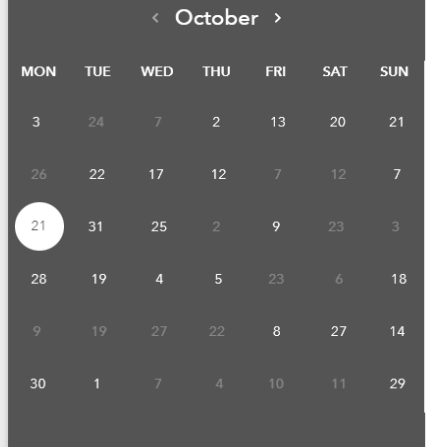 ‹ October ›
MON TUE WED THU FRI SAT SUN
3 24 7 2 13 20 21
26 22 17 12 7 12 7
21 31 25 2 9 23 3
28 19 4 5 23 6 18
9 19 27 22 8 27 14
30 1 7 4 10 11 29